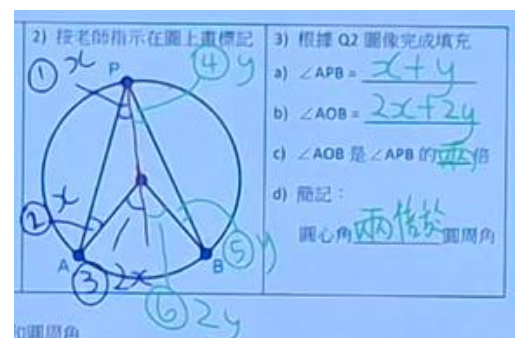 2) 按老師指示在圖上畫標記
① x
P
④ y
x
②
A
③ 2x
B
⑤ y
⑥ 2y
3) 根據 Q2 圖像完成填充
a) ∠APB = x+y
b) ∠AOB = 2x+2y
c) ∠AOB 是 ∠APB 的兩倍
d) 簡記：
圓心角兩倍於圓周角
圓周角